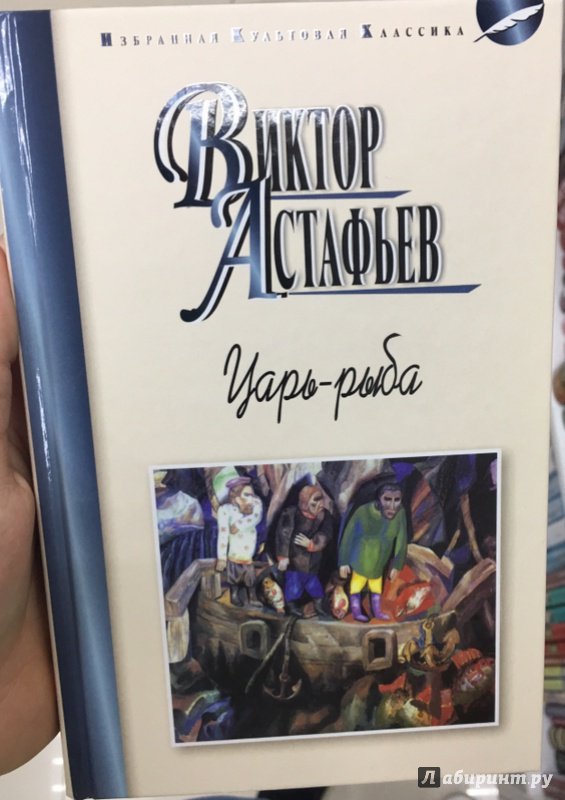 Избранная Культовая Классика
Виктор
Астафьев
Царь-рыба
Лабиринт.ру